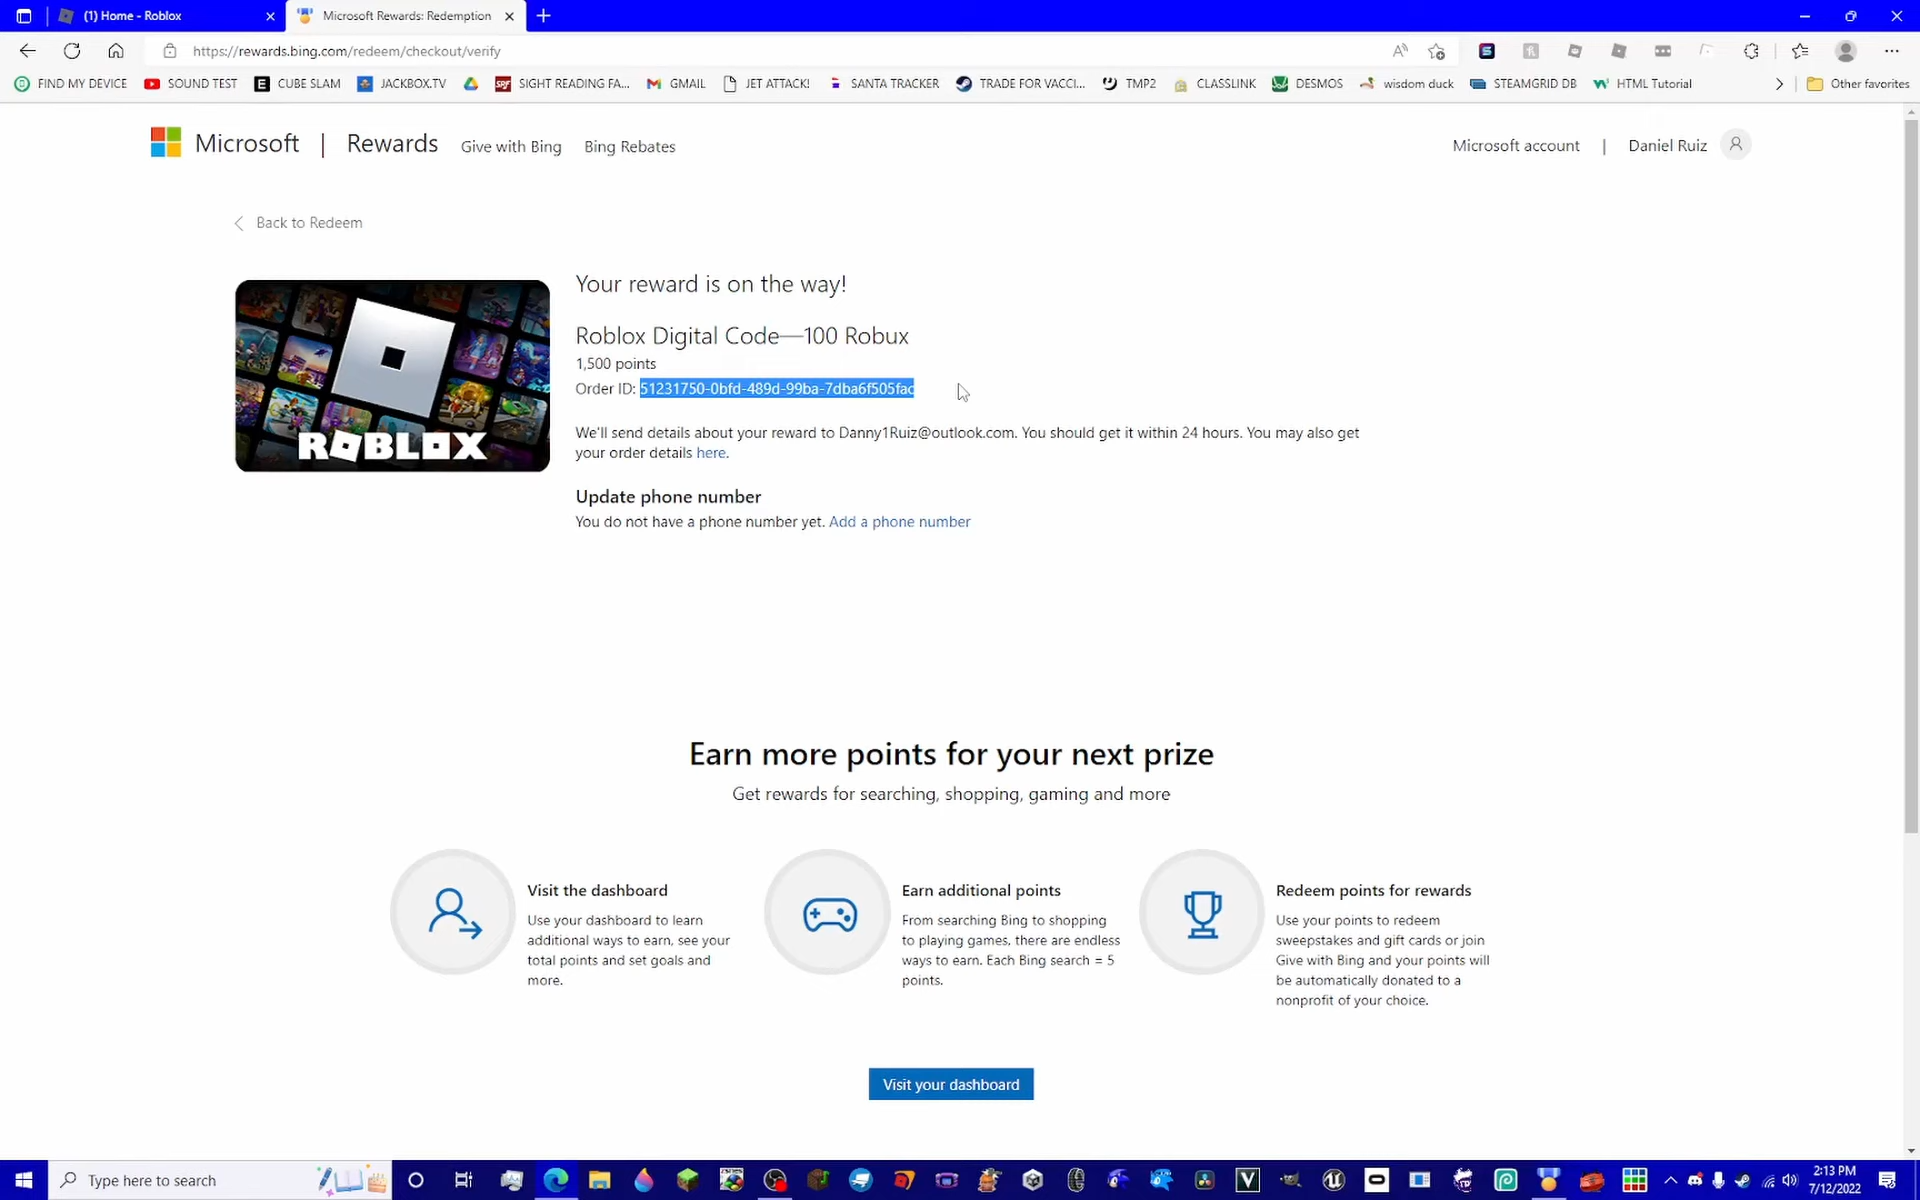 (1) Home - Roblox
Microsoft Rewards: Redemption
https://rewards.bing.com/redeem/checkout/verify
FIND MY DEVICE
SOUND TEST
CUBE SLAM
JACKBOX.TV
SIGHT READING FA...
GMAIL
JET ATTACK!
SANTA TRACKER
TRADE FOR VACCI...
TMP2
CLASSLINK
DESMOS
wisdom duck
STEAMGRID DB
HTML Tutorial
Other favorites
Microsoft | Rewards
Give with Bing
Bing Rebates
Microsoft account | Daniel Ruiz
Back to Redeem
ROBLOX
Your reward is on the way!
Roblox Digital Code—100 Robux
1,500 points
Order ID: 51231750-0bfd-489d-99ba-7dba6f505fac
We'll send details about your reward to Danny1Ruiz@outlook.com. You should get it within 24 hours. You may also get
your order details here.
Update phone number
You do not have a phone number yet. Add a phone number
Earn more points for your next prize
Get rewards for searching, shopping, gaming and more
Visit the dashboard
Use your dashboard to learn
additional ways to earn, see your
total points and set goals and
more.
Earn additional points
From searching Bing to shopping
to playing games, there are endless
ways to earn. Each Bing search = 5
points.
Redeem points for rewards
Use your points to redeem
sweepstakes and gift cards or join
Give with Bing and your points will
be automatically donated to a
nonprofit of your choice.
Visit your dashboard
Type here to search
2:13 PM
7/12/2022